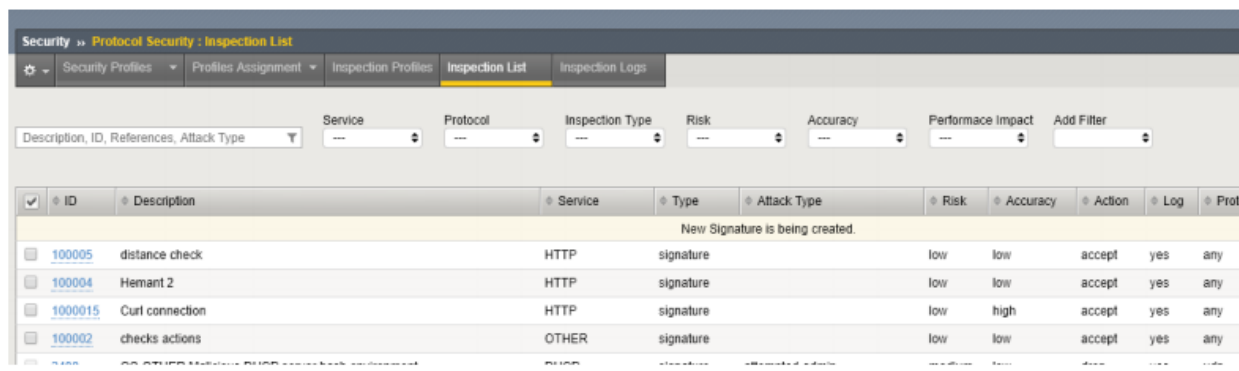 Security » Protocol Security : Inspection List
Security Profiles Profiles Assignment Inspection Profiles Inspection List Inspection Logs
Service Protocol Inspection Type Risk Accuracy Performace Impact Add Filter
Description, ID, References, Attack Type --- --- --- --- --- ---
ID Description Service Type Attack Type Risk Accuracy Action Log Prot
New Signature is being created.
100005 distance check HTTP signature low low accept yes any
100004 Hemant 2 HTTP signature low low accept yes any
1000015 Curl connection HTTP signature low high accept yes any
100002 checks actions OTHER signature low low accept yes any